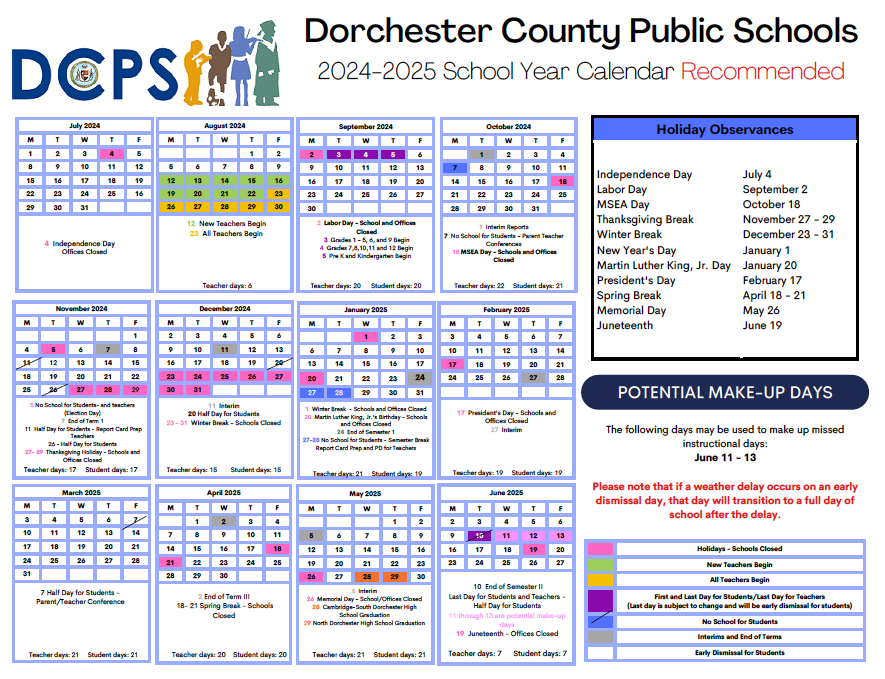 DCPS
Dorchester County Public Schools
2024-2025 School Year Calendar Recommended
July 2024
M T W T F
1 2 3 4 5
8 9 10 11 12
15 16 17 18 19
22 23 24 25 26
29 30 31
4 Independence Day
Offices Closed
August 2024
M T W T F
1 2
5 6 7 8 9
12 13 14 15 16
19 20 21 22 23
26 27 28 29 30
12 New Teachers Begin
23 All Teachers Begin
Teacher days: 6
September 2024
M T W T F
2 3 4 5 6
9 10 11 12 13
16 17 18 19 20
23 24 25 26 27
30
2 Labor Day - School and Offices
Closed
3 Grades 1 - 5, 6, and 9 Begin
4 Grades 7,8,10,11 and 12 Begin
5 Pre K and Kindergarten Begin
Teacher days: 20 Student days: 20
October 2024
M T W T F
1 2 3 4
7 8 9 10 11
14 15 16 17 18
21 22 23 24 25
28 29 30 31
1 Interim Reports
7 No School for Students - Parent Teacher
Conferences
18 MSEA Day - Schools and Offices
Closed
Teacher days: 22 Student days: 21
Holiday Observances
Independence Day July 4
Labor Day September 2
MSEA Day October 18
Thanksgiving Break November 27 - 29
Winter Break December 23 - 31
New Year's Day January 1
Martin Luther King, Jr. Day January 20
President's Day February 17
Spring Break April 18 - 21
Memorial Day May 26
Juneteenth June 19
November 2024
M T W T F
1
4 5 6 7 8
11 12 13 14 15
18 19 20 21 22
25 26 27 28 29
5 No School for Students- and teachers
(Election Day)
7 End of Term 1
11 Half Day for Students - Report Card Prep
Teachers
26 - Half Day for Students
27- 29 Thanksgiving Holiday - Schools and
Offices Closed
Teacher days: 17 Student days: 17
December 2024
M T W T F
2 3 4 5 6
9 10 11 12 13
16 17 18 19 20
23 24 25 26 27
30 31
11 Interim
20 Half Day for Students
23 - 31 Winter Break - Schools Closed
Teacher days: 15 Student days: 15
January 2025
M T W T F
1 2 3
6 7 8 9 10
13 14 15 16 17
20 21 22 23 24
27 28 29 30 31
1 Winter Break - Schools and Offices Closed
20 Martin Luther King, Jr.'s Birthday - Schools
and Offices Closed
24 End of Semester 1
27-28 No School for Students - Semester Break
Report Card Prep and PD for Teachers
Teacher days: 21 Student days: 19
February 2025
M T W T F
3 4 5 6 7
10 11 12 13 14
17 18 19 20 21
24 25 26 27 28
17 President's Day - Schools and
Offices Closed
27 Interim
Teacher days: 19 Student days: 19
POTENTIAL MAKE-UP DAYS
The following days may be used to make up missed
instructional days:
June 11 - 13
Please note that if a weather delay occurs on an early
dismissal day, that day will transition to a full day of
school after the delay.
March 2025
M T W T F
3 4 5 6 7
10 11 12 13 14
17 18 19 20 21
24 25 26 27 28
31
7 Half Day for Students -
Parent/Teacher Conference
Teacher days: 21 Student days: 21
April 2025
M T W T F
1 2 3 4
7 8 9 10 11
14 15 16 17 18
21 22 23 24 25
28 29 30
2 End of Term III
18- 21 Spring Break - Schools
Closed
Teacher days: 20 Student days: 20
May 2025
M T W T F
1 2
5 6 7 8 9
12 13 14 15 16
19 20 21 22 23
26 27 28 29 30
5 Interim
26 Memorial Day - School/Offices Closed
28 Cambridge-South Dorchester High
School Graduation
29 North Dorchester High School Graduation
Teacher days: 21 Student days: 21
June 2025
M T W T F
2 3 4 5 6
9 10 11 12 13
16 17 18 19 20
23 24 25 26 27
30
10 End of Semester II
Last Day for Students and Teachers -
Half Day for Students
11 through 13 are potential make-up
days
19 Juneteenth - Offices Closed
Teacher days: 7 Student days: 7
Holidays - Schools Closed
New Teachers Begin
All Teachers Begin
First and Last Day for Students/Last Day for Teachers
(Last day is subject to change and will be early dismissal for students)
No School for Students
Interims and End of Terms
Early Dismissal for Students